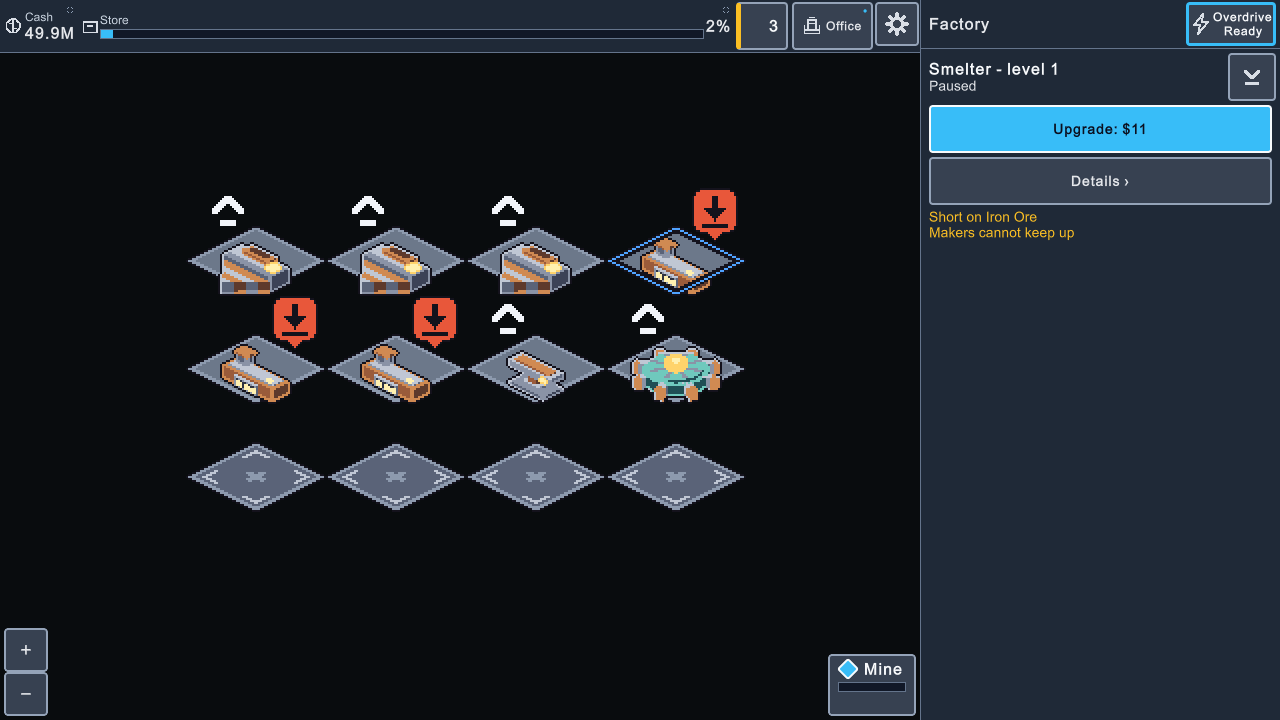 Cash
49.9M
Store
2%
3
Office
Factory
Overdrive
Ready
Smelter - level 1
Paused
Upgrade: $11
Details ›
Short on Iron Ore
Makers cannot keep up
+
−
Mine